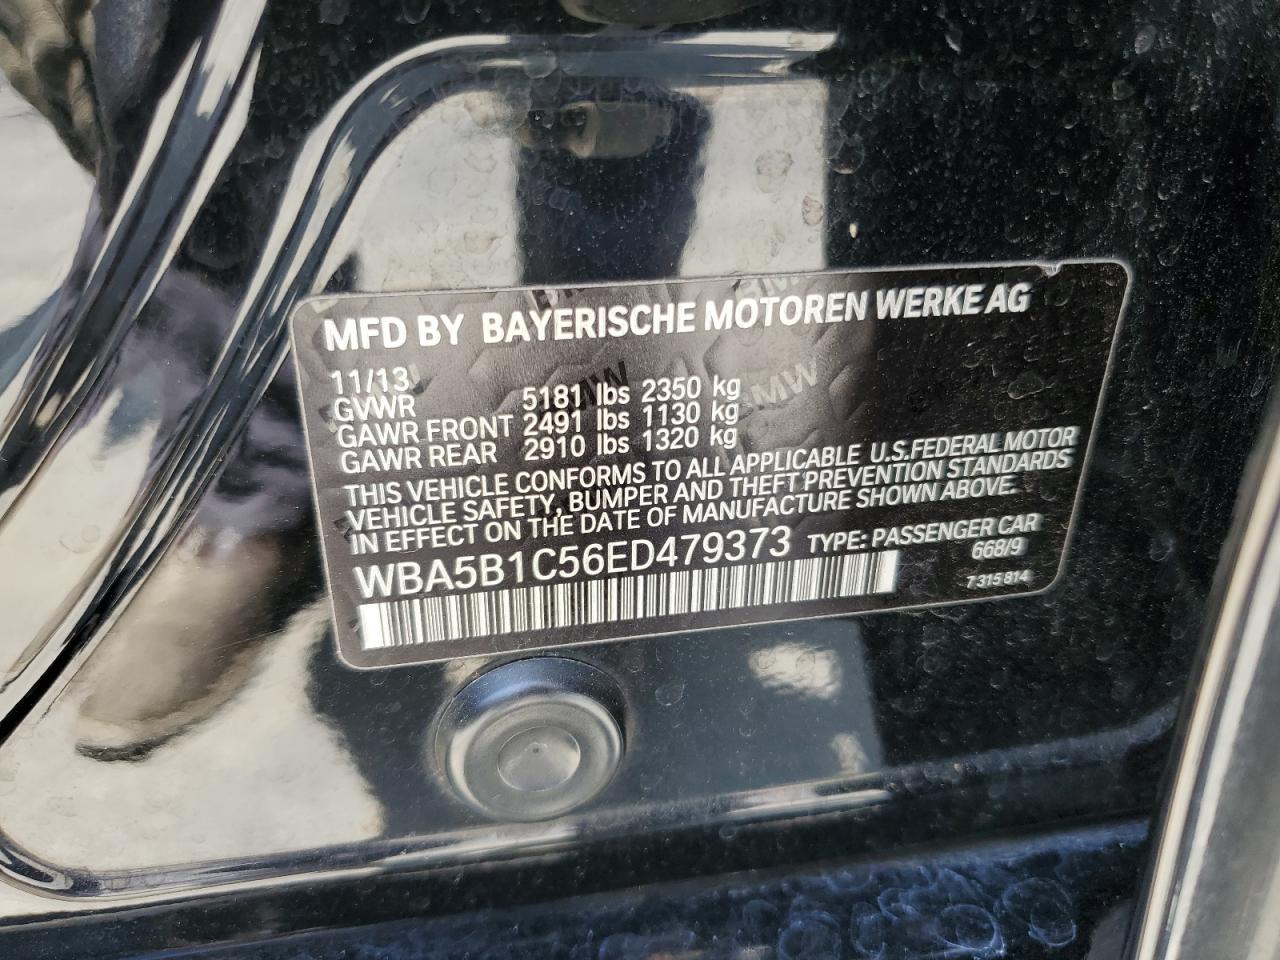 MFD BY BAYERISCHE MOTOREN WERKE AG
11/13
GVWR 5181 lbs 2350 kg
GAWR FRONT 2491 lbs 1130 kg
GAWR REAR 2910 lbs 1320 kg
THIS VEHICLE CONFORMS TO ALL APPLICABLE U.S.FEDERAL MOTOR
VEHICLE SAFETY, BUMPER AND THEFT PREVENTION STANDARDS
IN EFFECT ON THE DATE OF MANUFACTURE SHOWN ABOVE.
WBA5B1C56ED479373 TYPE: PASSENGER CAR
668/9
7 315 814